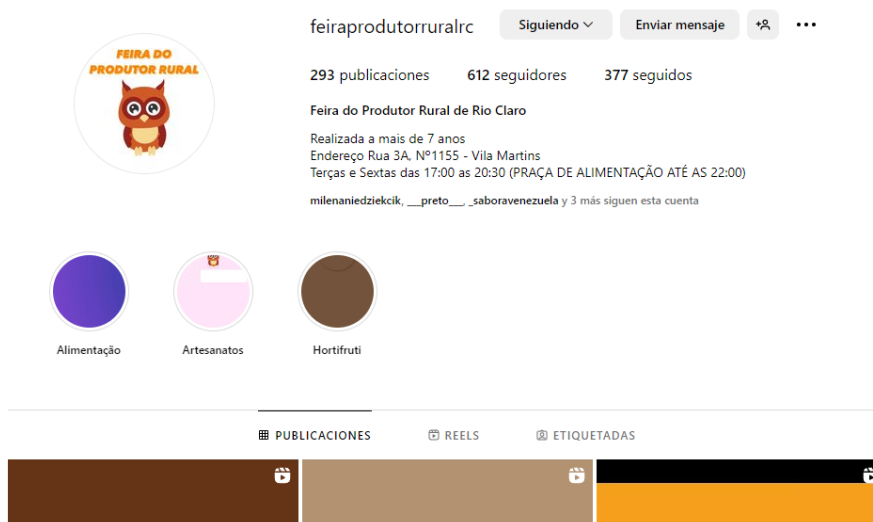 feiraprodutorruralrc Siguiendo Enviar mensaje
FEIRA DO
PRODUTOR RURAL
293 publicaciones 612 seguidores 377 seguidos
Feira do Produtor Rural de Rio Claro
Realizada a mais de 7 anos
Endereço Rua 3A, Nº1155 - Vila Martins
Terças e Sextas das 17:00 as 20:30 (PRAÇA DE ALIMENTAÇÃO ATÉ AS 22:00)
milenaniedziekcik, ___preto___, _saboravenezuela y 3 más siguen esta cuenta
Alimentação Artesanatos Hortifruti
PUBLICACIONES REELS ETIQUETADAS